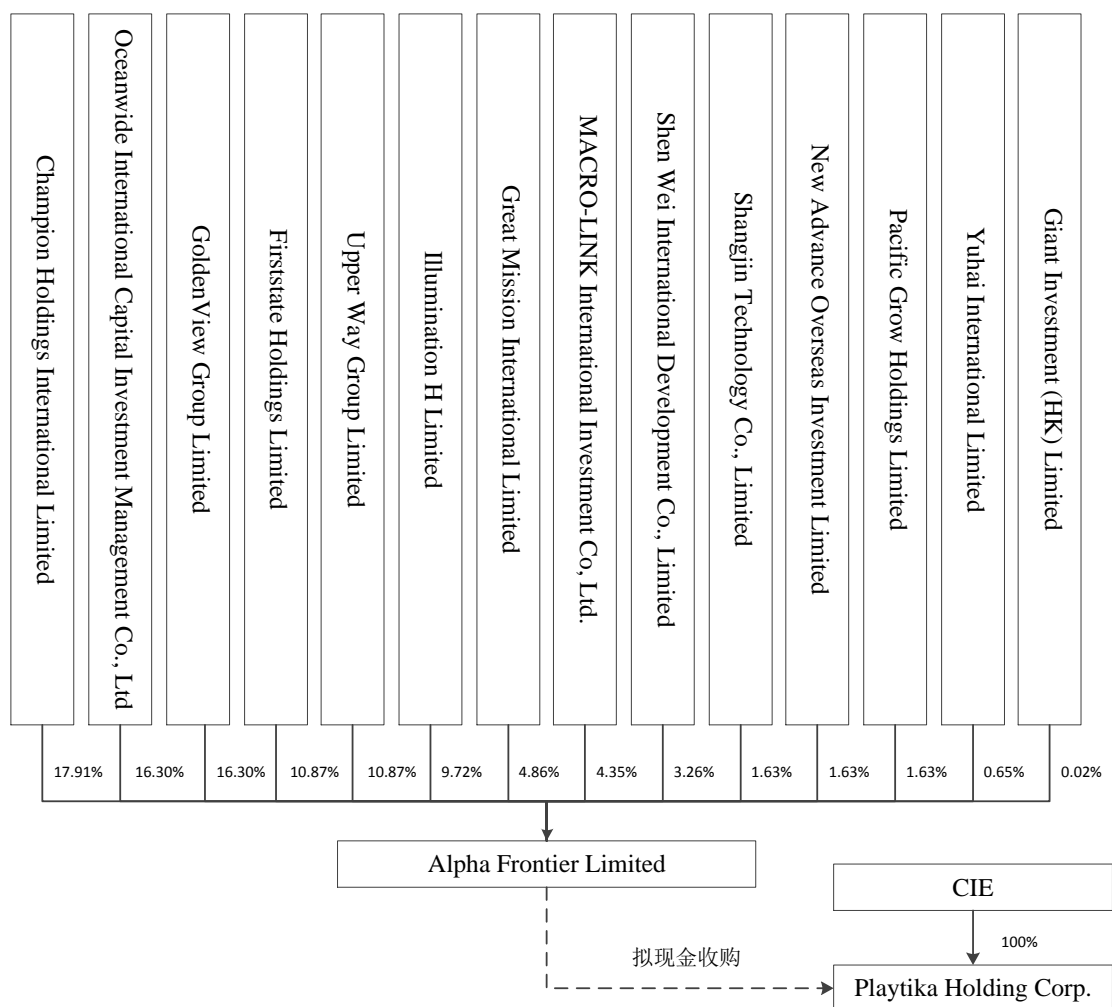 Champion Holdings International Limited
Oceanwide International Capital Investment Management Co., Ltd
GoldenView Group Limited
Firststate Holdings Limited
Upper Way Group Limited
Illumination H Limited
Great Mission International Limited
MACRO-LINK International Investment Co, Ltd.
Shen Wei International Development Co., Limited
Shangjin Technology Co., Limited
New Advance Overseas Investment Limited
Pacific Grow Holdings Limited
Yuhai International Limited
Giant Investment (HK) Limited
17.91%
16.30%
16.30%
10.87%
10.87%
9.72%
4.86%
4.35%
3.26%
1.63%
1.63%
1.63%
0.65%
0.02%
Alpha Frontier Limited
CIE
100%
拟现金收购
Playtika Holding Corp.